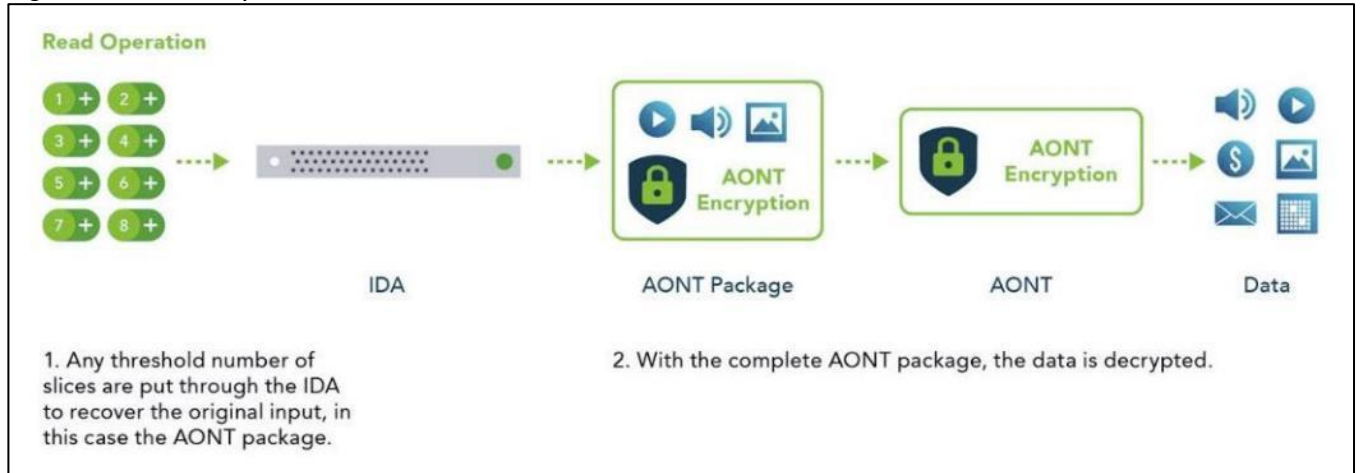 Read Operation
1 + 2 +
3 + 4 +
5 + 6 +
7 + 8 +
AONT
Encryption
AONT
Encryption
$
IDA
AONT Package
AONT
Data
1. Any threshold number of
slices are put through the IDA
to recover the original input, in
this case the AONT package.
2. With the complete AONT package, the data is decrypted.